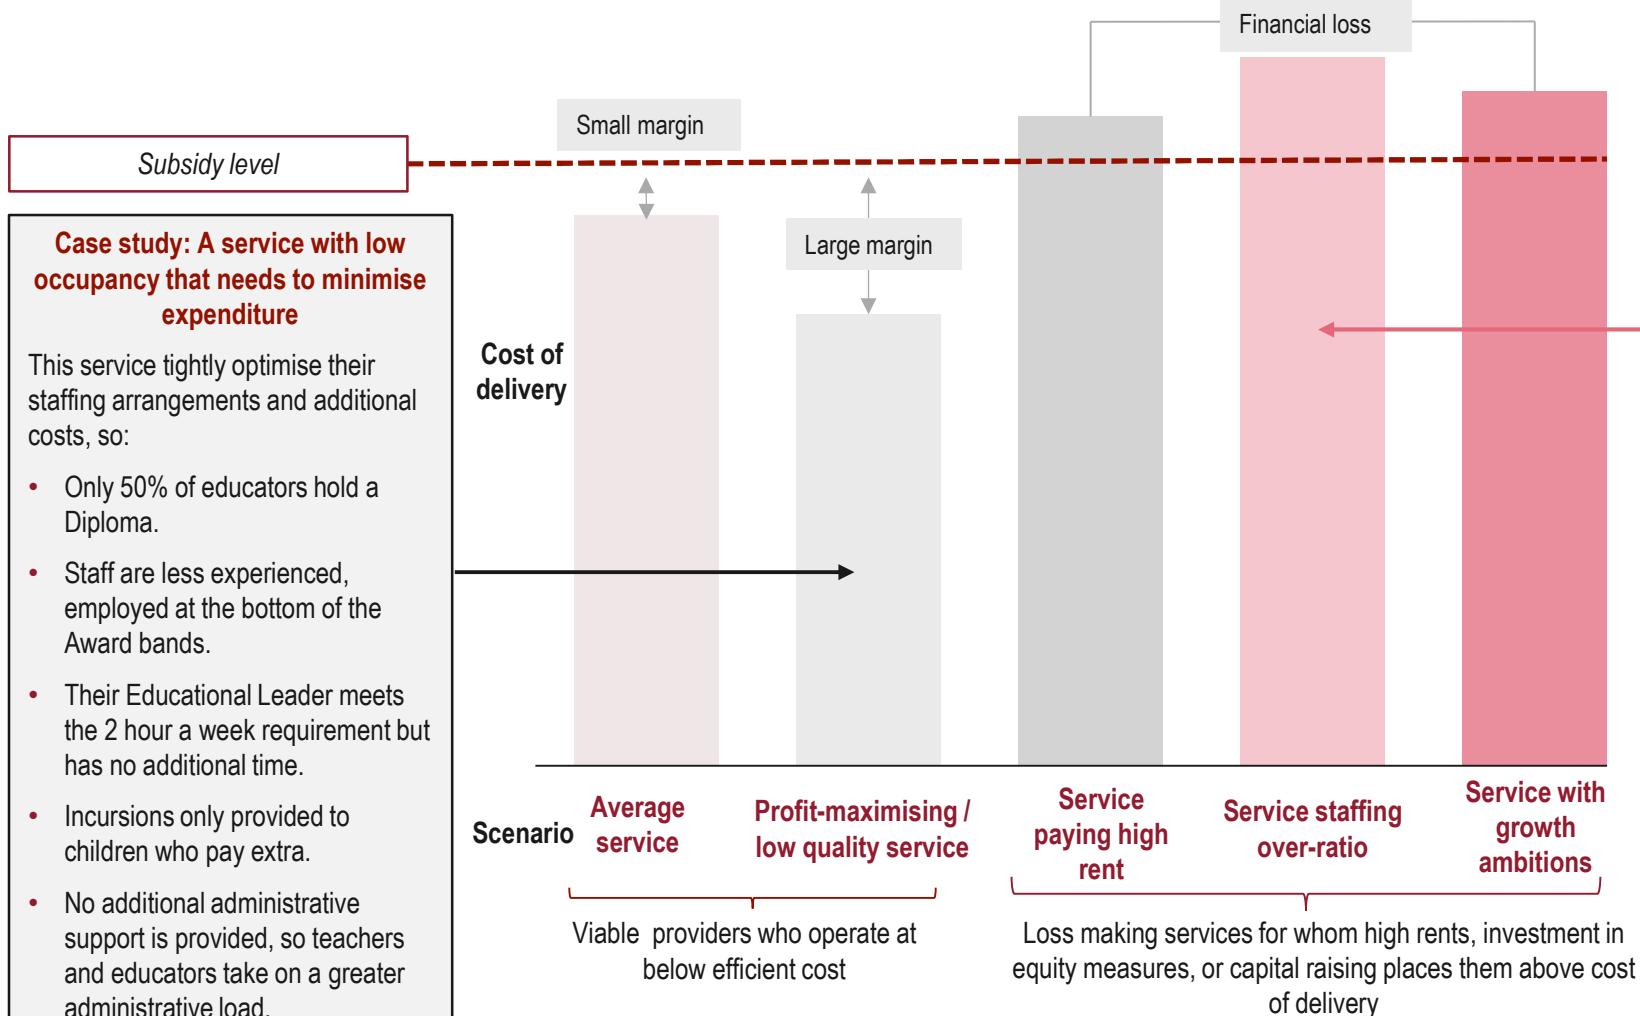 Financial loss
Small margin
Subsidy level
Large margin
Case study: A service with low
occupancy that needs to minimise
expenditure
This service tightly optimise their
staffing arrangements and additional
costs, so:
• Only 50% of educators hold a
Diploma.
• Staff are less experienced,
employed at the bottom of the
Award bands.
• Their Educational Leader meets
the 2 hour a week requirement but
has no additional time.
• Incursions only provided to
children who pay extra.
• No additional administrative
support is provided, so teachers
and educators take on a greater
administrative load.
Cost of
delivery
Scenario
Average
service
Profit-maximising /
low quality service
Service
paying high
rent
Service staffing
over-ratio
Service with
growth
ambitions
Viable providers who operate at
below efficient cost
Loss making services for whom high rents, investment in
equity measures, or capital raising places them above cost
of delivery